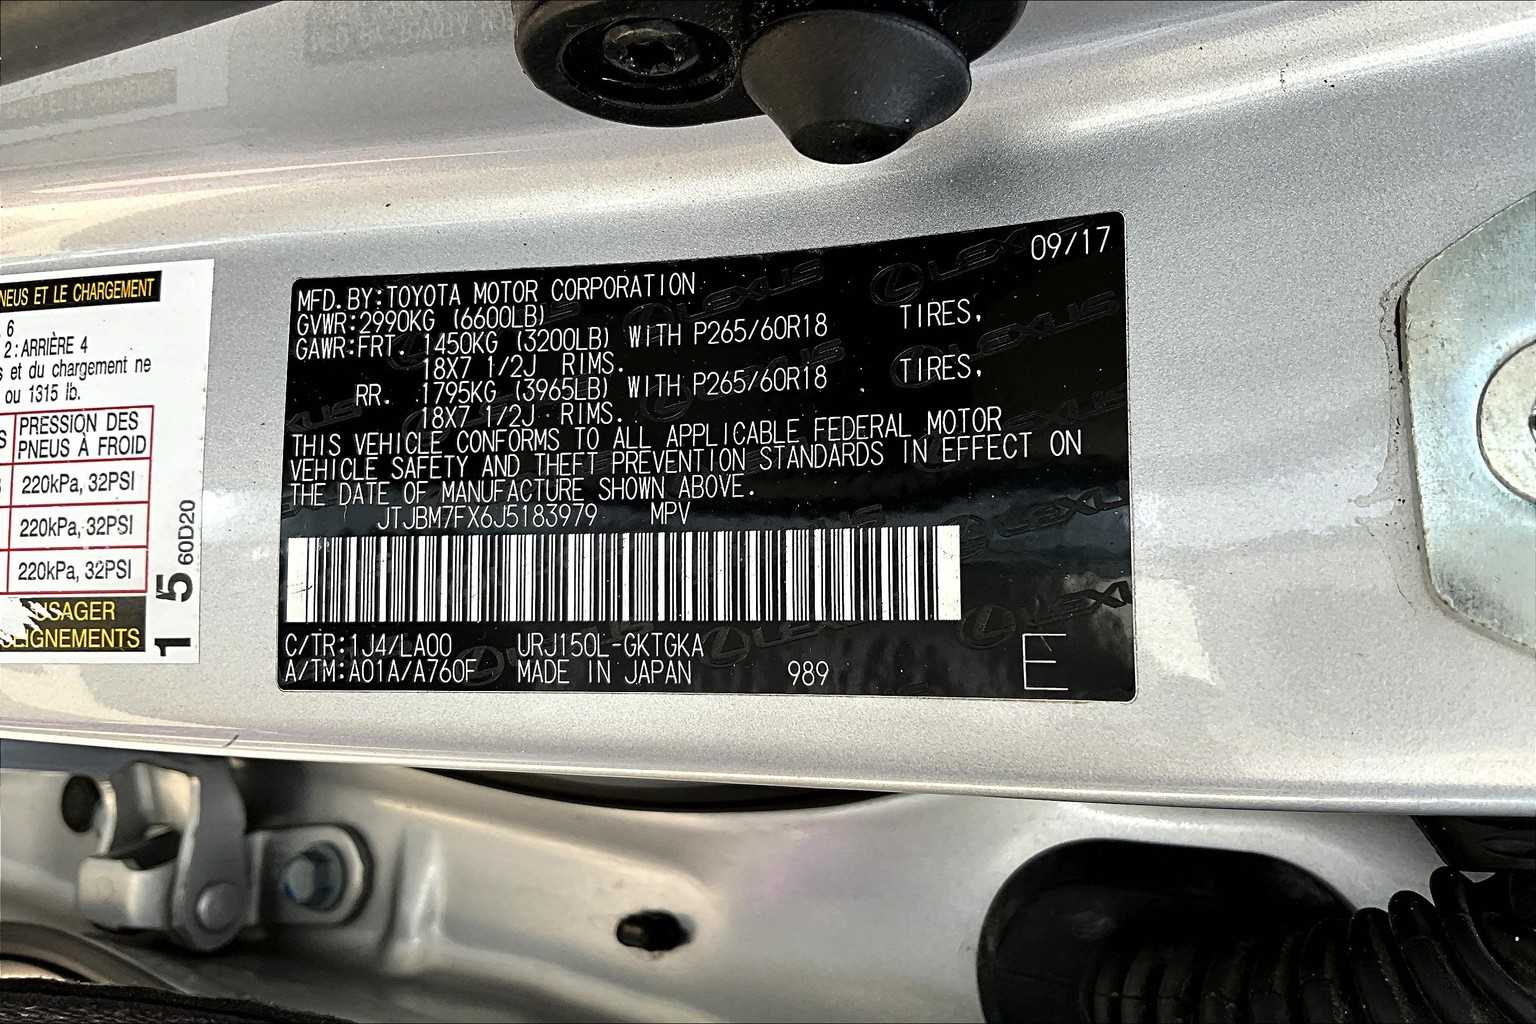 NEUS ET LE CHARGEMENT
6
2 : ARRIÈRE 4
et du chargement ne
ou 1315 lb.
PRESSION DES
PNEUS À FROID
220kPa, 32PSI
220kPa, 32PSI
220kPa, 32PSI
USAGER
EIGNEMENTS
1 5 60D20
09/17
MFD. BY: TOYOTA MOTOR CORPORATION
GVWR: 2990KG (6600LB)
GAWR: FRT. 1450KG (3200LB) WITH P265/60R18 TIRES,
18X7 1/2J RIMS.
RR. 1795KG (3965LB) WITH P265/60R18 TIRES,
18X7 1/2J RIMS.
THIS VEHICLE CONFORMS TO ALL APPLICABLE FEDERAL MOTOR
VEHICLE SAFETY AND THEFT PREVENTION STANDARDS IN EFFECT ON
THE DATE OF MANUFACTURE SHOWN ABOVE.
JTJBM7FX6J5183979 MPV
C/TR: 1J4/LA00 URJ150L-GKTGKA
A/TM: A01A/A760F MADE IN JAPAN 989 E